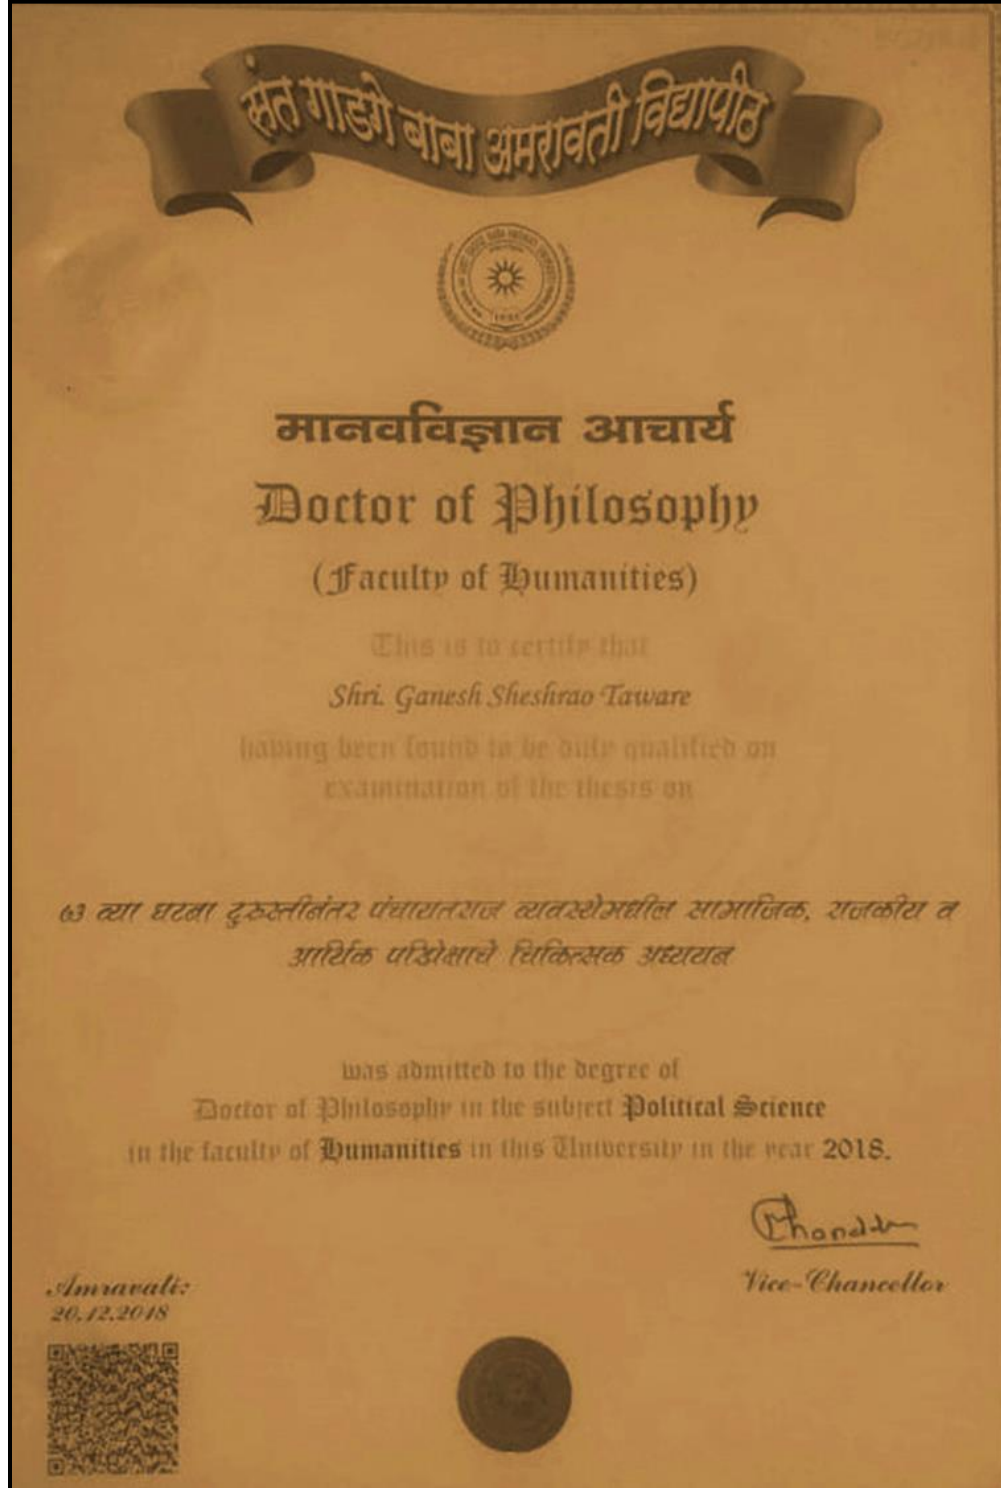 संत गाडगे बाबा अमरावती विद्यापीठ
मानवविज्ञान आचार्य
Doctor of Philosophy
(Faculty of Humanities)
This is to certify that
Shri. Ganesh Sheshrao Taware
having been found to be duly qualified on
examination of the thesis on
७३ व्या घटना दुरुस्तीनंतर पंचायतराज व्यवस्थेमधील सामाजिक, राजकीय व
आर्थिक परिप्रेक्षाचे चिकित्सक अध्ययन
was admitted to the degree of
Doctor of Philosophy in the subject Political Science
in the faculty of Humanities in this University in the year 2018.
Vice-Chancellor
Amravati:
20.12.2018